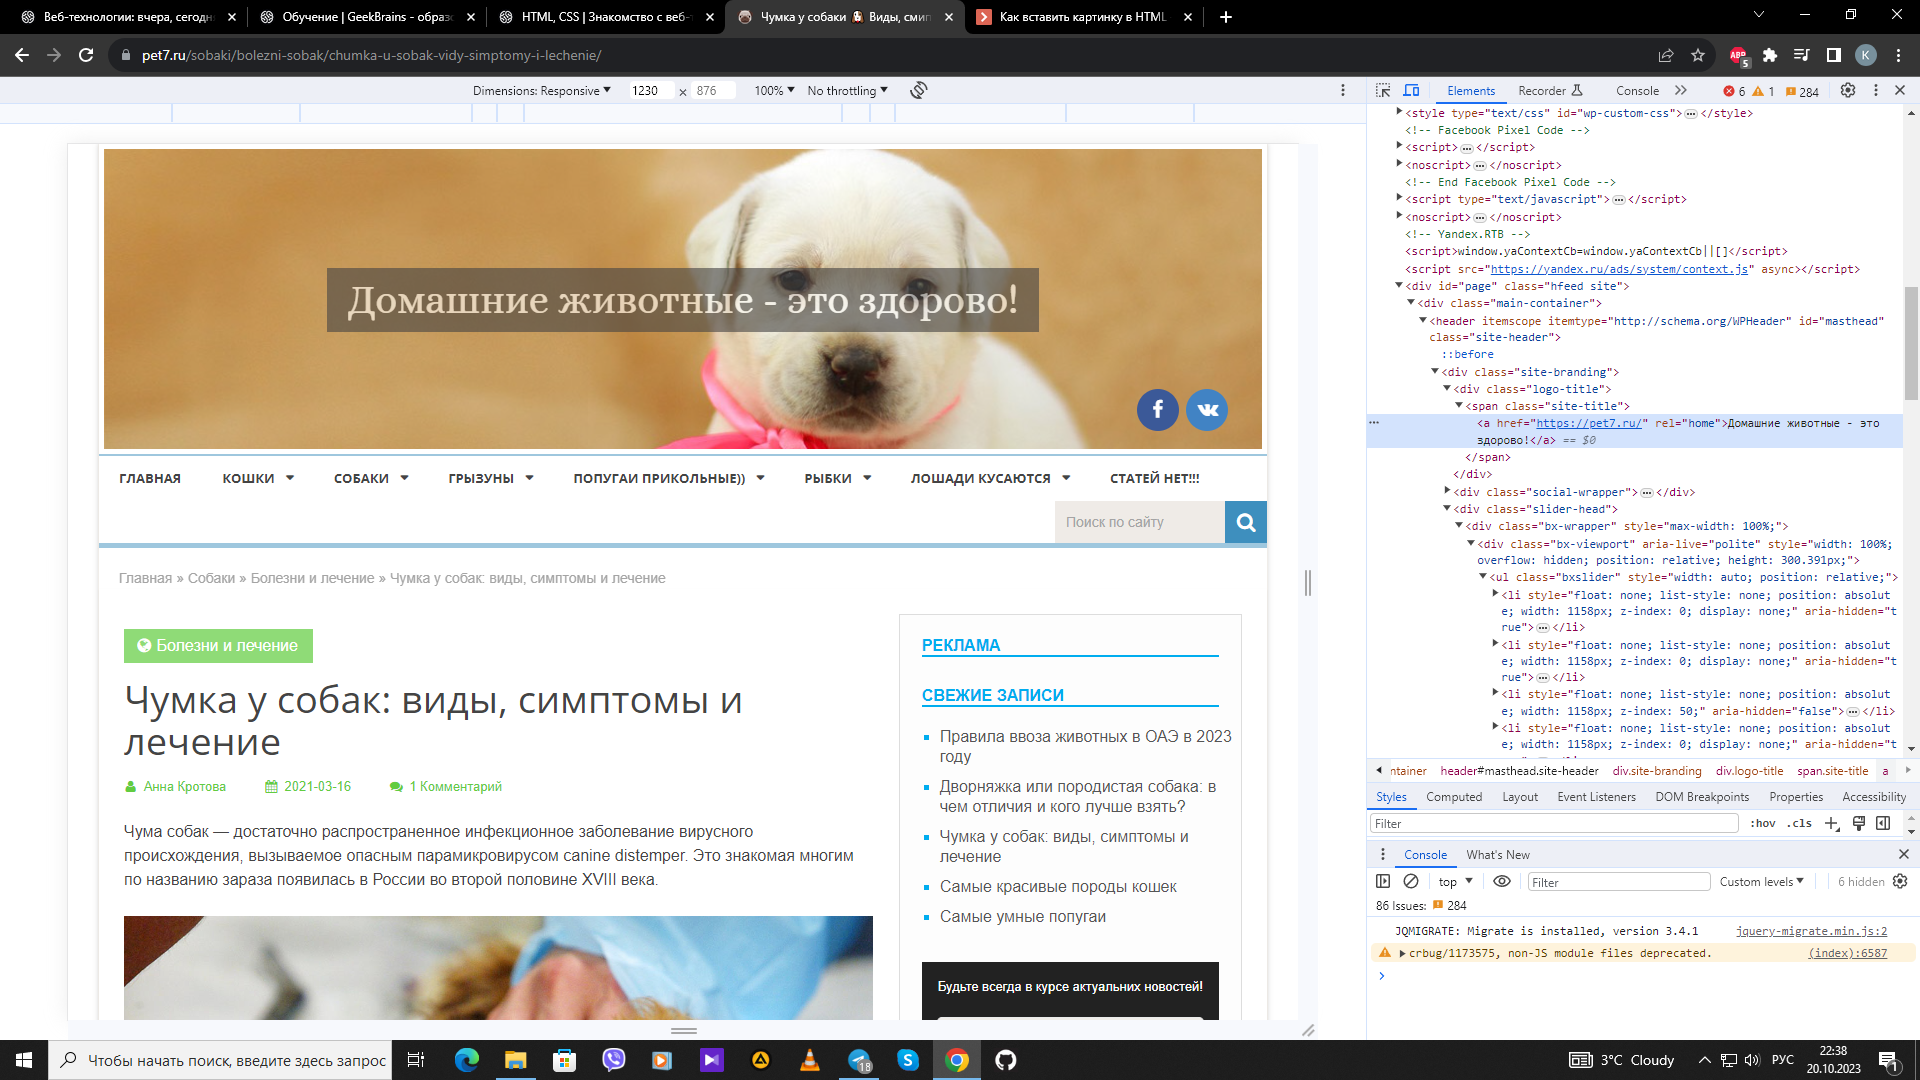 Веб-технологии: вчера, сегодн
Обучение | GeekBrains - образо
HTML, CSS | Знакомство с веб-т
Чумка у собаки Виды, сим
Как вставить картинку в HTML
pet7.ru/sobaki/bolezni-sobak/chumka-u-sobak-vidy-simptomy-i-lechenie/
ABP
5
K
Dimensions: Responsive
1230 × 876
100%
No throttling
Домашние животные - это здорово!
ГЛАВНАЯ
КОШКИ
СОБАКИ
ГРЫЗУНЫ
ПОПУГАИ ПРИКОЛЬНЫЕ))
РЫБКИ
ЛОШАДИ КУСАЮТСЯ
СТАТЕЙ НЕТ!!!
Поиск по сайту
Главная » Собаки » Болезни и лечение » Чумка у собак: виды, симптомы и лечение
Болезни и лечение
Чумка у собак: виды, симптомы и
лечение
Анна Кротова
2021-03-16
1 Комментарий
Чума собак — достаточно распространенное инфекционное заболевание вирусного
происхождения, вызываемое опасным парамикровирусом canine distemper. Это знакомая многим
по названию зараза появилась в России во второй половине XVIII века.
РЕКЛАМА
СВЕЖИЕ ЗАПИСИ
Правила ввоза животных в ОАЭ в 2023
году
Дворняжка или породистая собака: в
чем отличия и кого лучше взять?
Чумка у собак: виды, симптомы и
лечение
Самые красивые породы кошек
Самые умные попугаи
Будьте всегда в курсе актуальних новостей!
Elements
Recorder
Console
6
1
284
<style type="text/css" id="wp-custom-css">…</style>
<!-- Facebook Pixel Code -->
<script>…</script>
<noscript>…</noscript>
<!-- End Facebook Pixel Code -->
<script type="text/javascript">…</script>
<noscript>…</noscript>
<!-- Yandex.RTB -->
<script>window.yaContextCb=window.yaContextCb||[]</script>
<script src="https://yandex.ru/ads/system/context.js" async></script>
<div id="page" class="hfeed site">
<div class="main-container">
<header itemscope itemtype="http://schema.org/WPHeader" id="masthead"
class="site-header">
::before
<div class="site-branding">
<div class="logo-title">
<span class="site-title">
<a href="https://pet7.ru/" rel="home">Домашние животные - это
здорово!</a> == $0
</span>
</div>
<div class="social-wrapper">…</div>
<div class="slider-head">
<div class="bx-wrapper" style="max-width: 100%;">
<div class="bx-viewport" aria-live="polite" style="width: 100%;
overflow: hidden; position: relative; height: 300.391px;">
<ul class="bxslider" style="width: auto; position: relative;">
<li style="float: none; list-style: none; position: absolut
e; width: 1158px; z-index: 0; display: none;" aria-hidden="t
rue">…</li>
<li style="float: none; list-style: none; position: absolut
e; width: 1158px; z-index: 0; display: none;" aria-hidden="t
rue">…</li>
<li style="float: none; list-style: none; position: absolut
e; width: 1158px; z-index: 50;" aria-hidden="false">…</li>
<li style="float: none; list-style: none; position: absolut
e; width: 1158px; z-index: 0; display: none;" aria-hidden="t
ntainer header#masthead.site-header div.site-branding div.logo-title span.site-title a
Styles
Computed
Layout
Event Listeners
DOM Breakpoints
Properties
Accessibility
Filter
:hov .cls
Console
What's New
top
Filter
Custom levels
6 hidden
86 Issues: 284
JQMIGRATE: Migrate is installed, version 3.4.1 jquery-migrate.min.js:2
crbug/1173575, non-JS module files deprecated. (index):6587
Чтобы начать поиск, введите здесь запрос
18
3°C Cloudy
РУС
22:38
20.10.2023
1